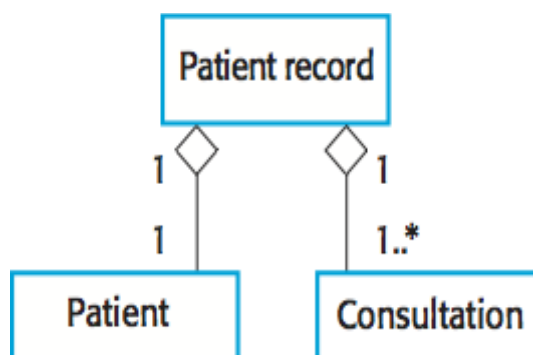 Patient record
1 1
1 1..*
Patient Consultation